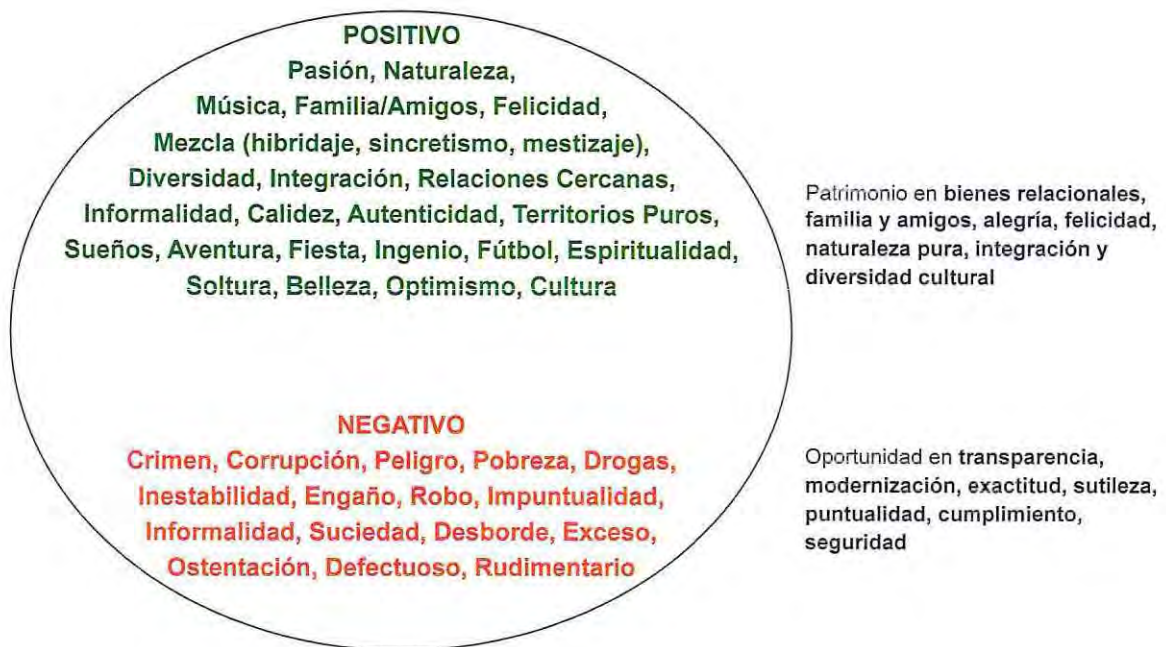 POSITIVO
Pasión, Naturaleza,
Música, Familia/Amigos, Felicidad,
Mezcla (hibridaje, sincretismo, mestizaje),
Diversidad, Integración, Relaciones Cercanas,
Informalidad, Calidez, Autenticidad, Territorios Puros,
Sueños, Aventura, Fiesta, Ingenio, Fútbol, Espiritualidad,
Soltura, Belleza, Optimismo, Cultura
Patrimonio en bienes relacionales,
familia y amigos, alegría, felicidad,
naturaleza pura, integración y
diversidad cultural
NEGATIVO
Crimen, Corrupción, Peligro, Pobreza, Drogas,
Inestabilidad, Engaño, Robo, Impuntualidad,
Informalidad, Suciedad, Desborde, Exceso,
Ostentación, Defectuoso, Rudimentario
Oportunidad en transparencia,
modernización, exactitud, sutileza,
puntualidad, cumplimiento,
seguridad